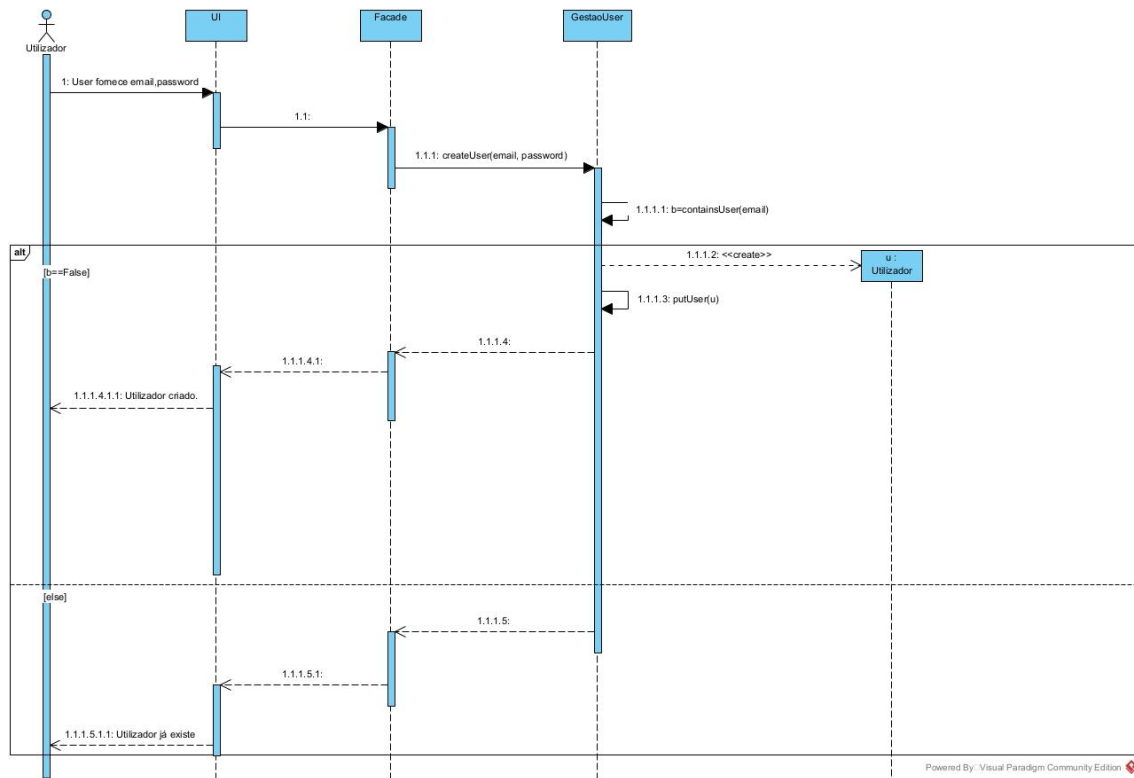 UI
Facade
GestaoUser
Utilizador
1: User fornece email,password
1.1:
1.1.1: createUser(email, password)
1.1.1.1: b=containsUser(email)
alt
[b==False]
1.1.1.2: <<create>>
u :
Utilizador
1.1.1.3: putUser(u)
1.1.1.4:
1.1.1.4.1:
1.1.1.4.1.1: Utilizador criado.
[else]
1.1.1.5:
1.1.1.5.1:
1.1.1.5.1.1: Utilizador já existe
Powered By Visual Paradigm Community Edition